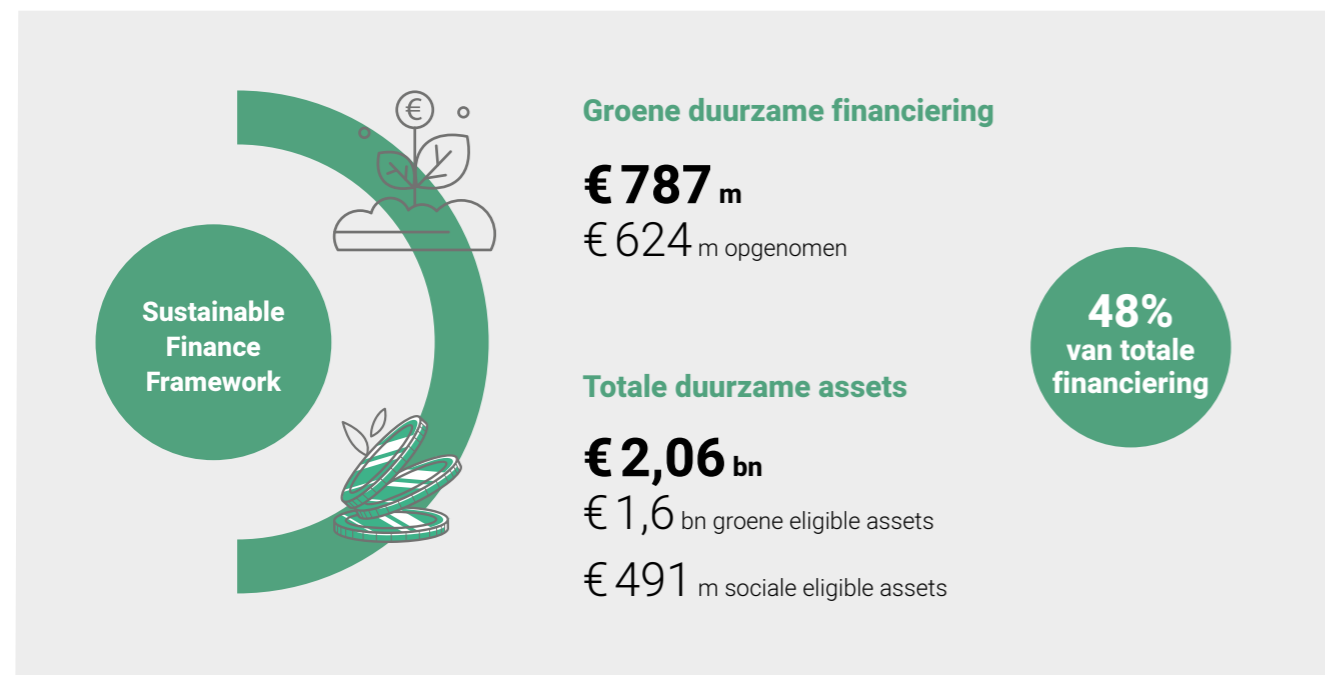 Sustainable
Finance
Framework
€
Groene duurzame financiering
€ 787 m
€ 624 m opgenomen
Totale duurzame assets
€ 2,06 bn
€ 1,6 bn groene eligible assets
€ 491 m sociale eligible assets
48%
van totale
financiering